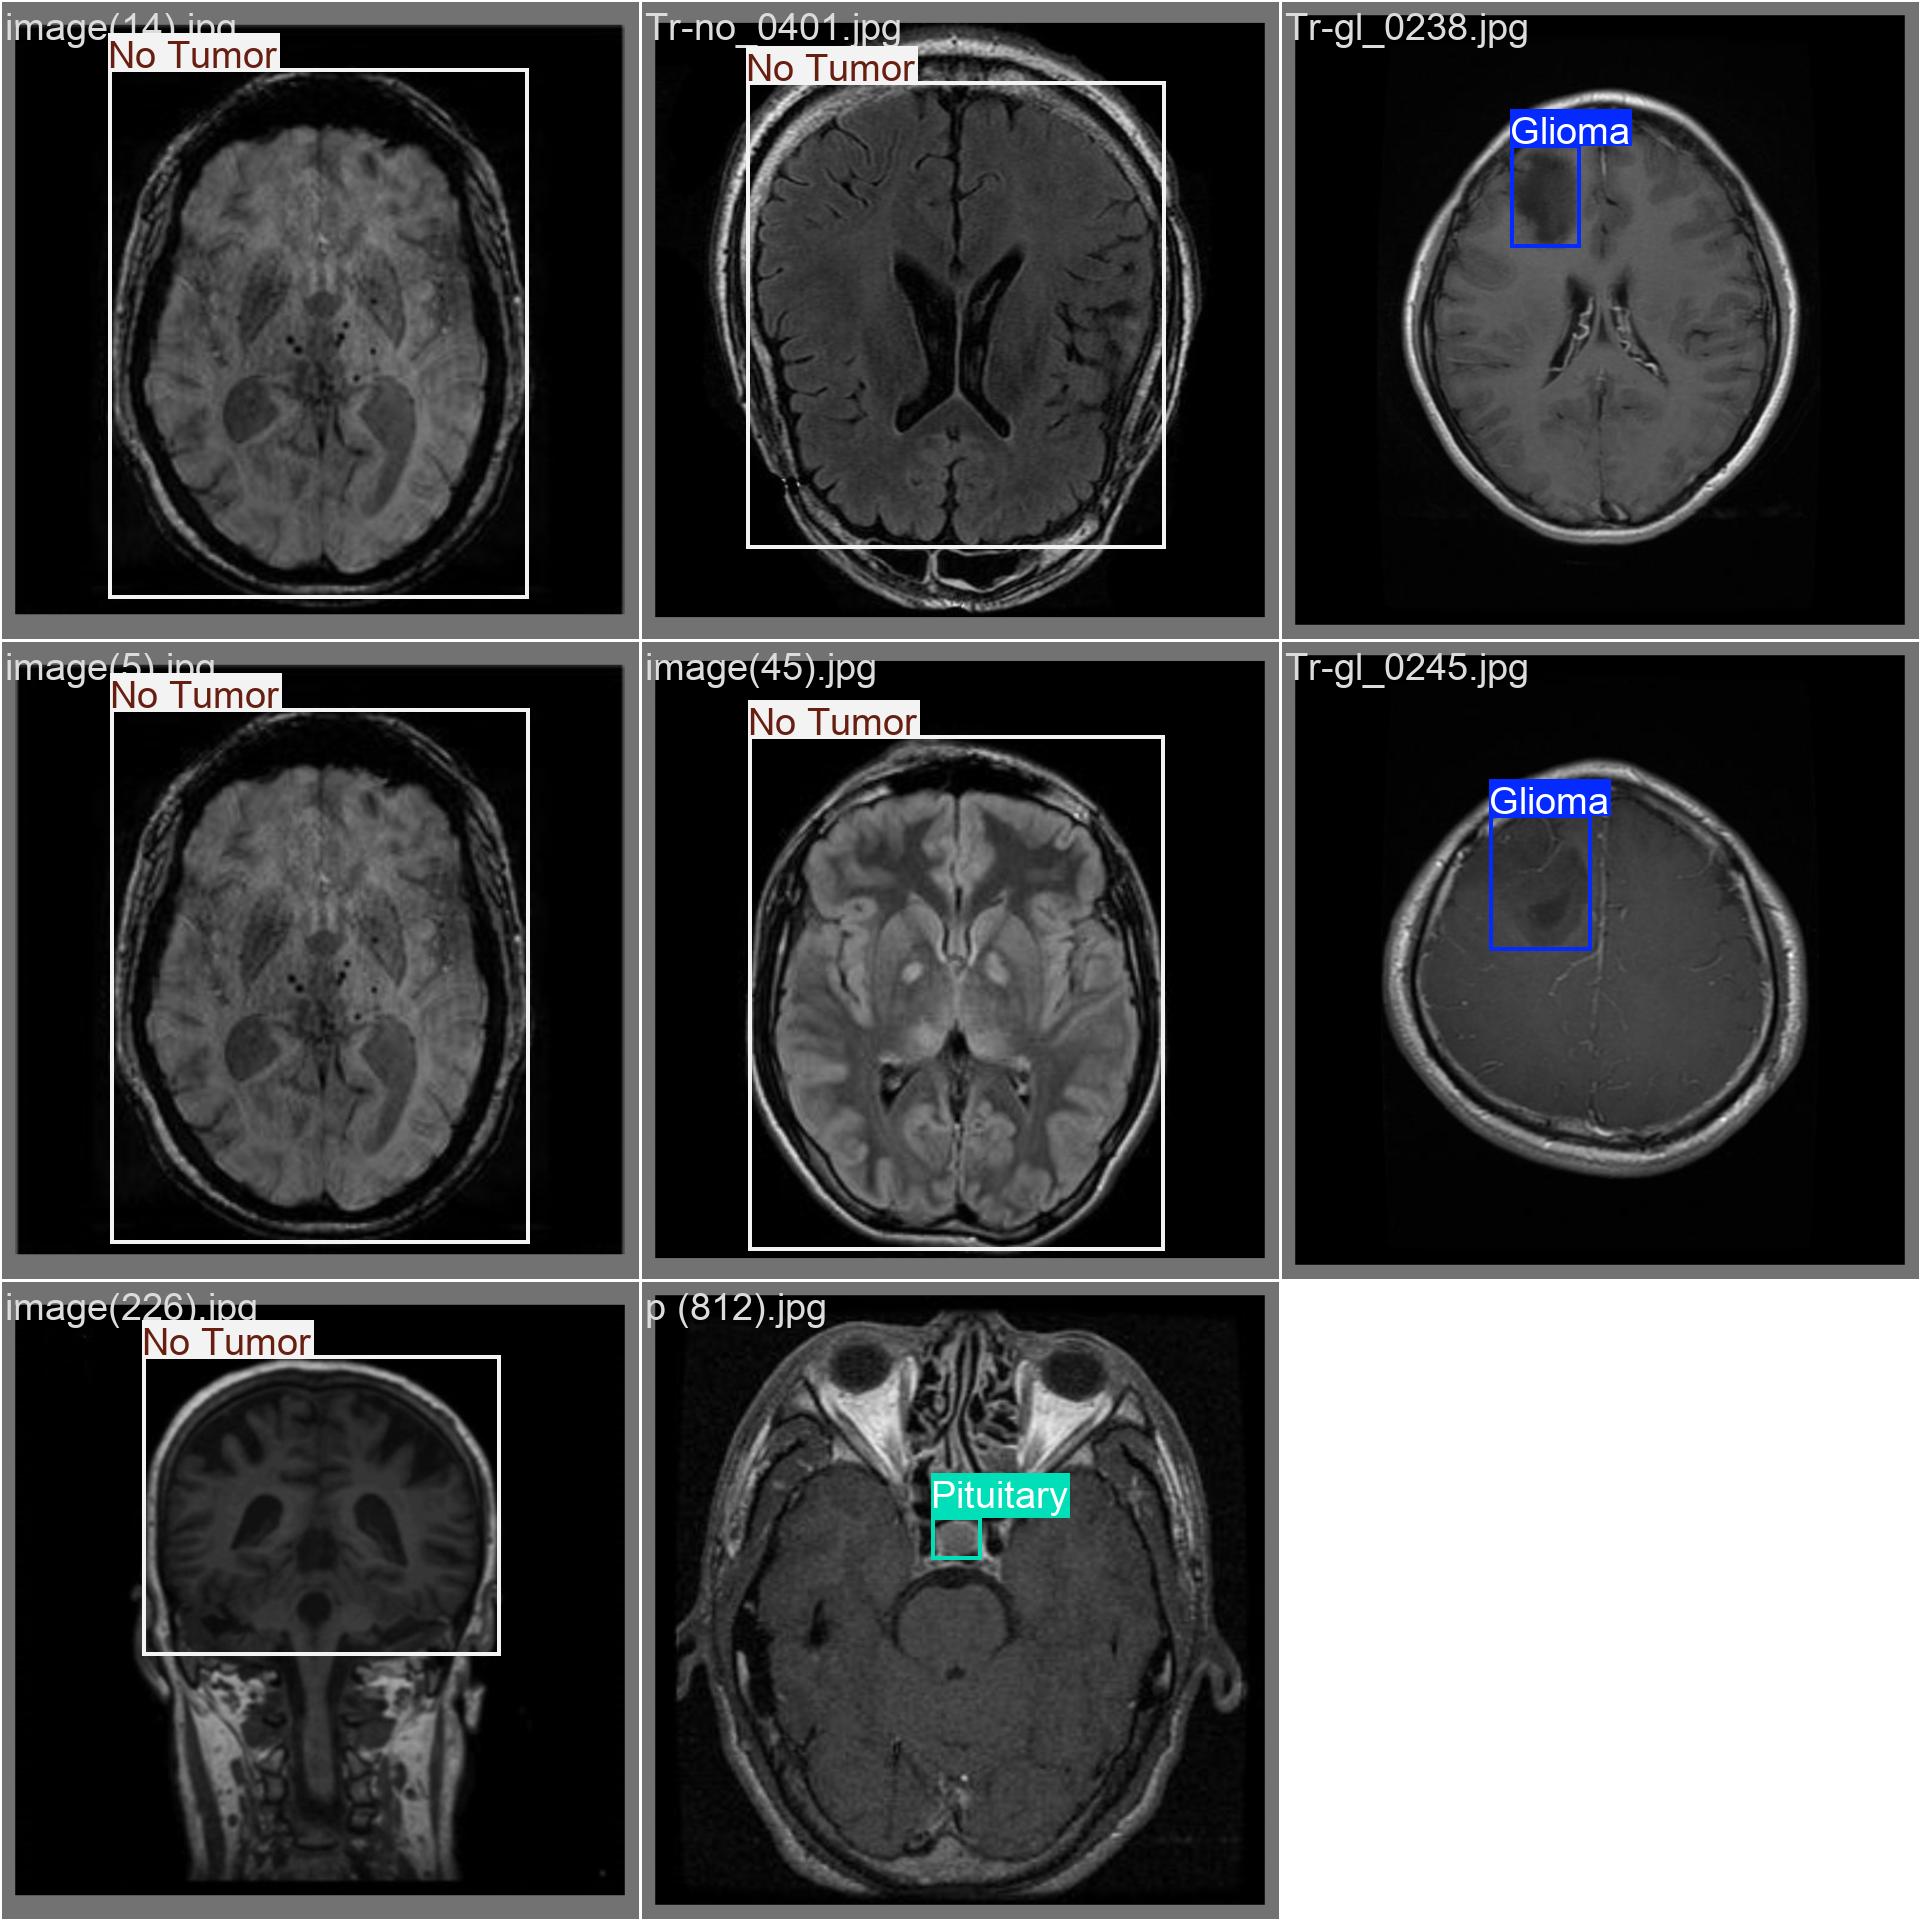 image(14).jpg
No Tumor
Tr-no_0401.jpg
No Tumor
Tr-gl_0238.jpg
Glioma
image(5).jpg
No Tumor
image(45).jpg
No Tumor
Tr-gl_0245.jpg
Glioma
image(226).jpg
No Tumor
p (812).jpg
Pituitary